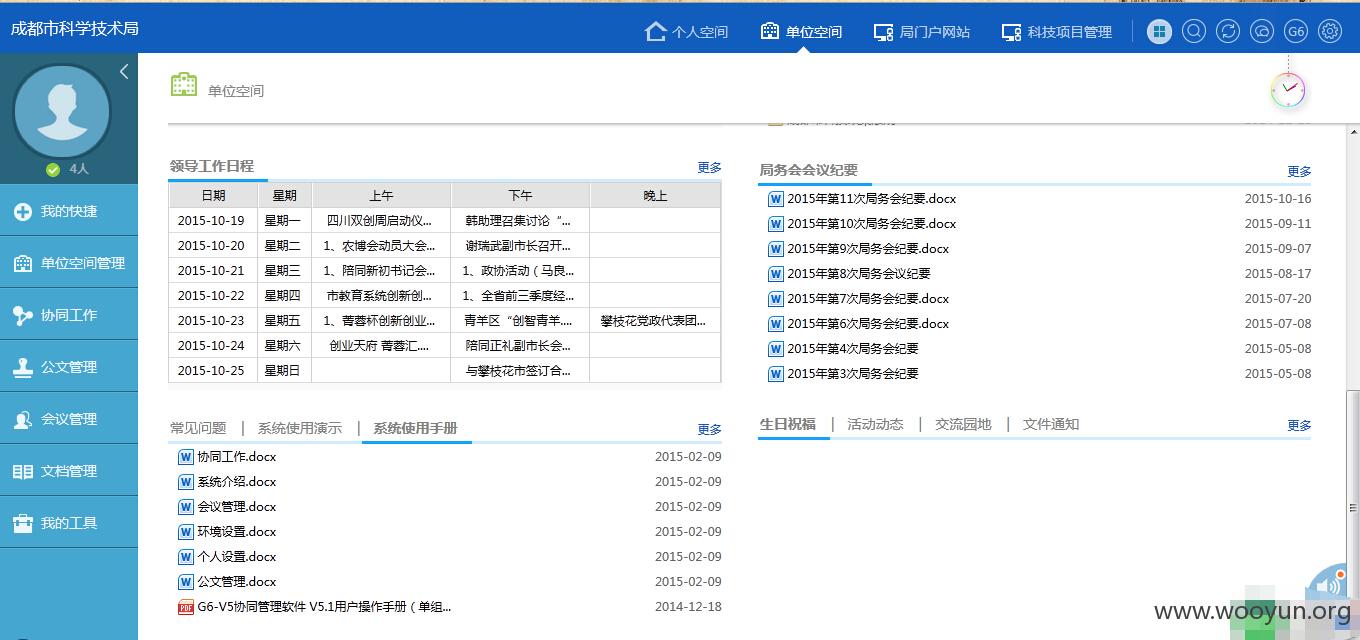 成都市科学技术局
个人空间 单位空间 局门户网站 科技项目管理 G6
单位空间
4人
我的快捷
单位空间管理
协同工作
公文管理
会议管理
文档管理
我的工具
领导工作日程 更多
日期 星期 上午 下午 晚上
2015-10-19 星期一 四川双创周启动仪... 韩助理召集讨论“...
2015-10-20 星期二 1、农博会动员大会... 谢瑞武副市长召开...
2015-10-21 星期三 1、陪同新初书记会... 1、政协活动（马良...
2015-10-22 星期四 市教育系统创新创... 1、全省前三季度经...
2015-10-23 星期五 1、菁蓉杯创新创业... 青羊区“创智青羊.... 攀枝花党政代表团...
2015-10-24 星期六 创业天府 菁蓉汇.... 陪同正礼副市长会...
2015-10-25 星期日 与攀枝花市签订合...
局务会会议纪要 更多
2015年第11次局务会纪要.docx 2015-10-16
2015年第10次局务会纪要.docx 2015-09-11
2015年第9次局务会纪要.docx 2015-09-07
2015年第8次局务会议纪要 2015-08-17
2015年第7次局务会纪要.docx 2015-07-20
2015年第6次局务会纪要.docx 2015-07-08
2015年第4次局务会纪要 2015-05-08
2015年第3次局务会纪要 2015-05-08
常见问题 | 系统使用演示 | 系统使用手册 更多
协同工作.docx 2015-02-09
系统介绍.docx 2015-02-09
会议管理.docx 2015-02-09
环境设置.docx 2015-02-09
个人设置.docx 2015-02-09
公文管理.docx 2015-02-09
G6-V5协同管理软件 V5.1用户操作手册（单组... 2014-12-18
生日祝福 | 活动动态 | 交流园地 | 文件通知 更多
www.wooyun.org